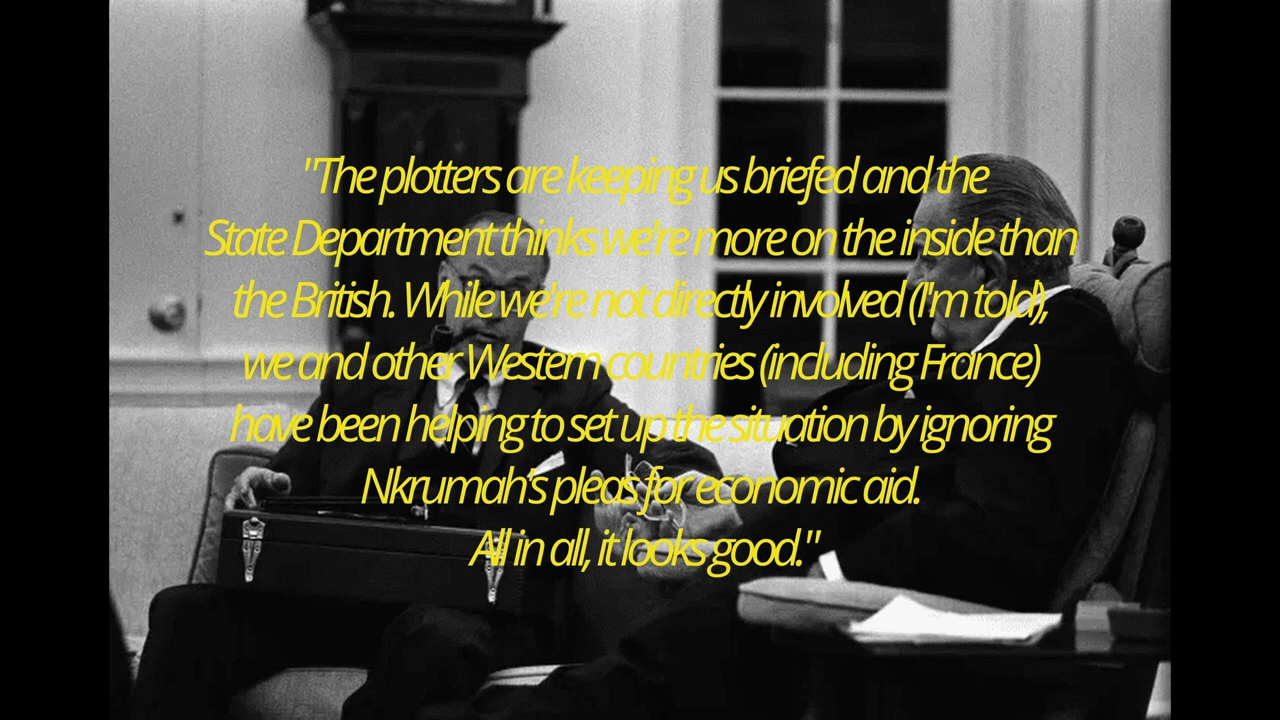 "The plotters are keeping us briefed and the
State Department thinks we're more on the inside than
the British. While we're not directly involved (I'm told),
we and other Western countries (including France)
have been helping to set up the situation by ignoring
Nkrumah's pleas for economic aid.
All in all, it looks good."